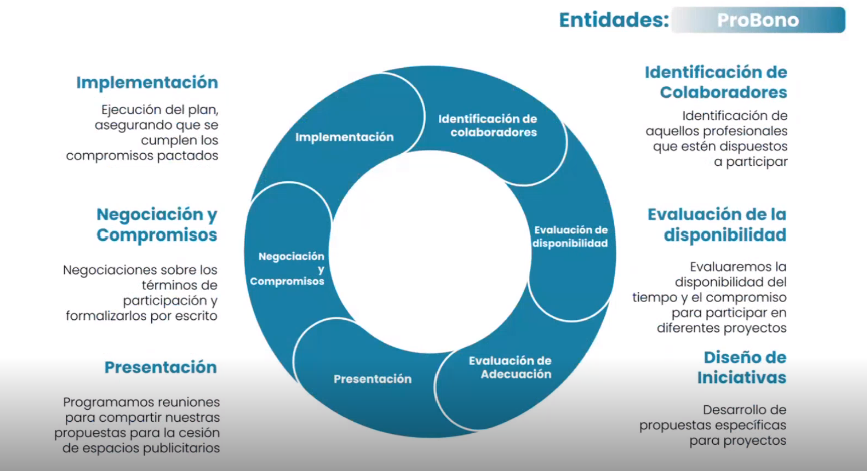 Entidades: ProBono
Implementación
Ejecución del plan,
asegurando que se
cumplen los
compromisos pactados
Negociación y
Compromisos
Negociaciones sobre los
términos de
participación y
formalizarlos por escrito
Presentación
Programamos reuniones
para compartir nuestras
propuestas para la cesión
de espacios publicitarios
Implementación
Identificación de
colaboradores
Evaluación de
disponibilidad
Evaluación de
Adecuación
Presentación
Negociación
y
Compromisos
Identificación de
Colaboradores
Identificación de
aquellos profesionales
que estén dispuestos
a participar
Evaluación de la
disponibilidad
Evaluaremos la
disponibilidad del
tiempo y el compromiso
para participar en
diferentes proyectos
Diseño de
Iniciativas
Desarrollo de
propuestas específicas
para proyectos